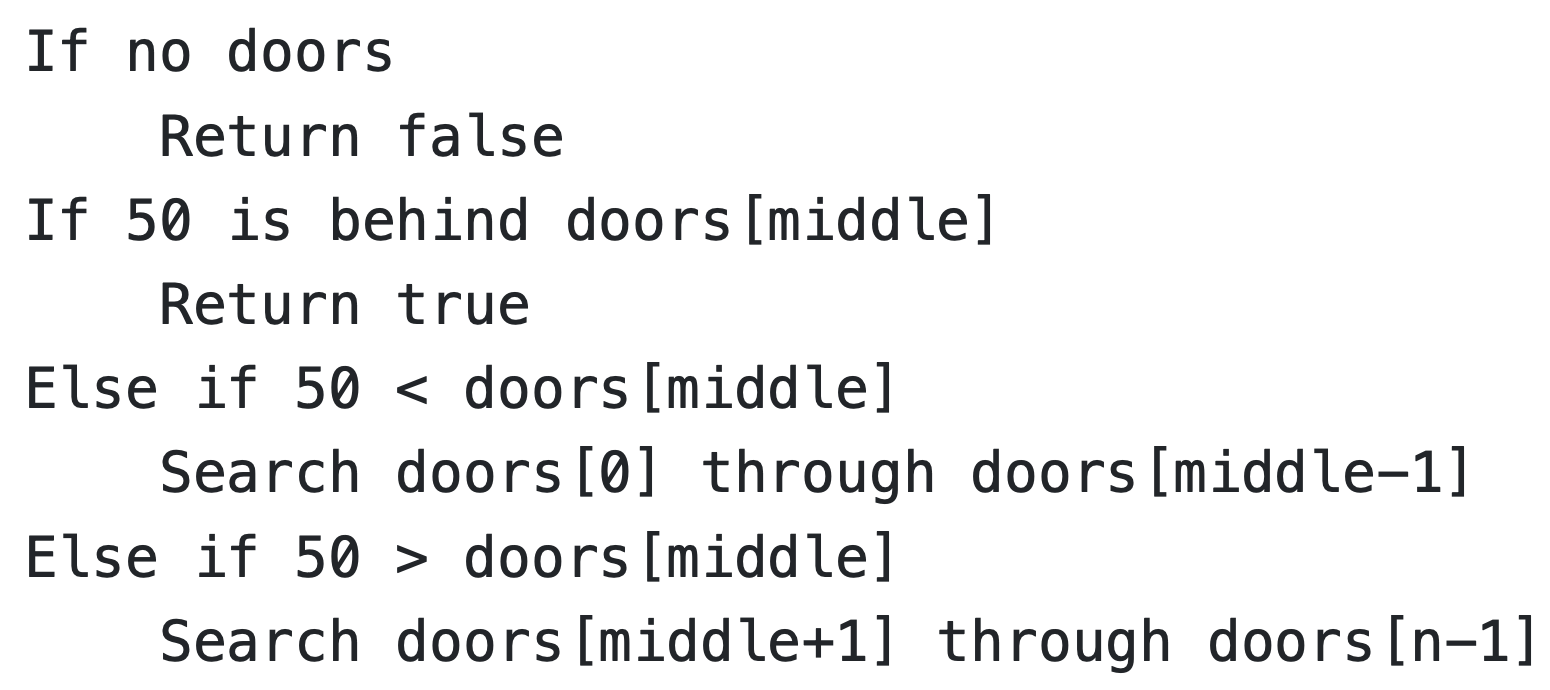 If no doors
    Return false
If 50 is behind doors[middle]
    Return true
Else if 50 < doors[middle]
    Search doors[0] through doors[middle-1]
Else if 50 > doors[middle]
    Search doors[middle+1] through doors[n-1]